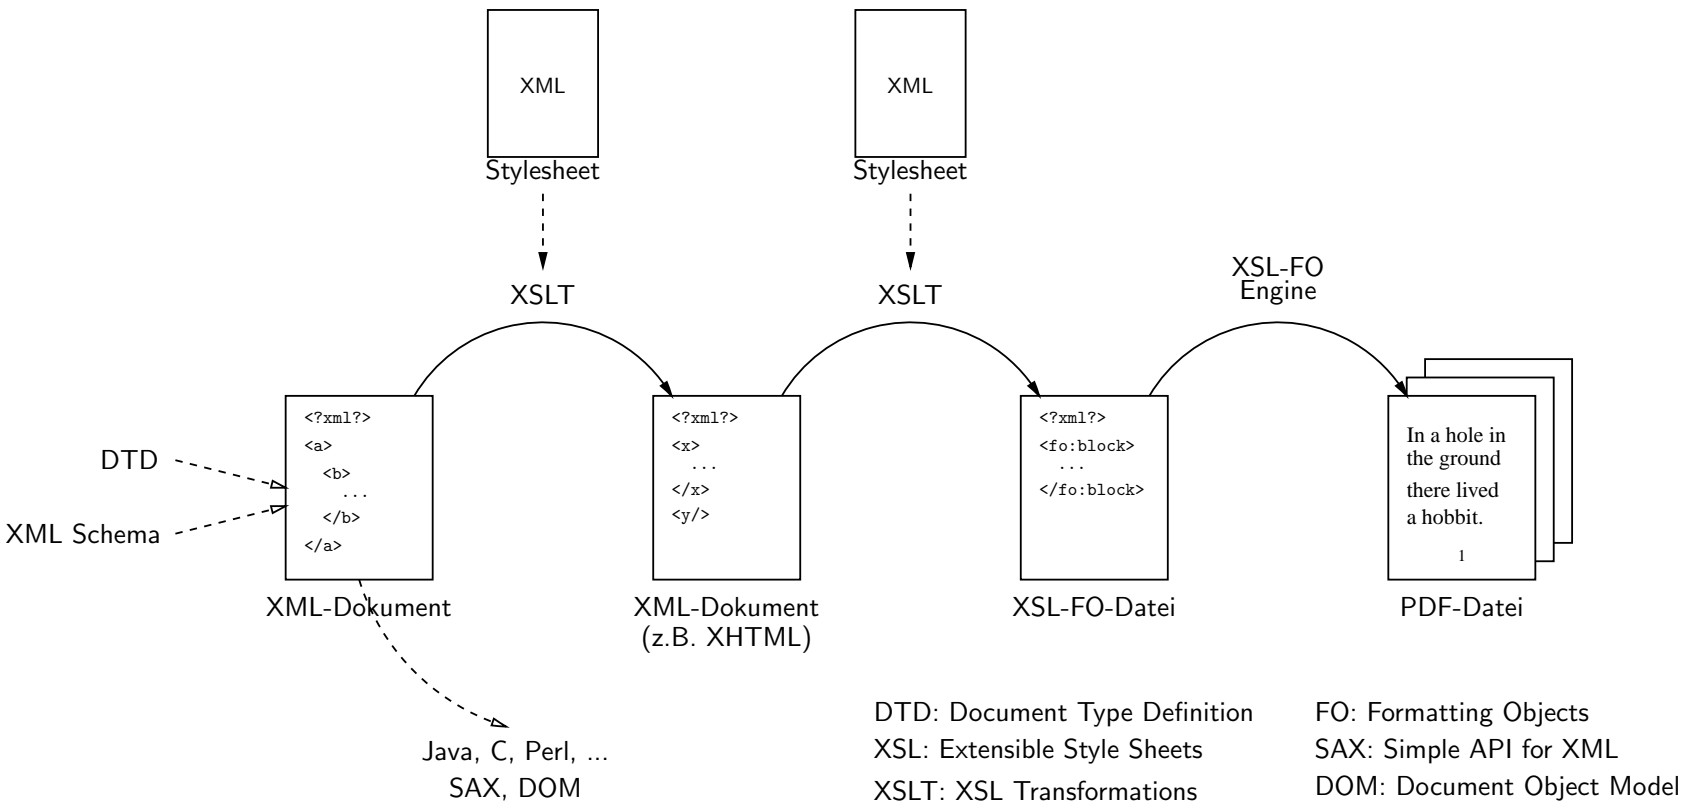 XML
Stylesheet
XML
Stylesheet
XSLT
XSLT
XSL-FO
Engine
DTD
XML Schema
<?xml?>
<a>
<b>
...
</b>
</a>
XML-Dokument
<?xml?>
<x>
...
</x>
<y/>
XML-Dokument
(z.B. XHTML)
<?xml?>
<fo:block>
...
</fo:block>
XSL-FO-Datei
In a hole in
the ground
there lived
a hobbit.
1
PDF-Datei
Java, C, Perl, ...
SAX, DOM
DTD: Document Type Definition
XSL: Extensible Style Sheets
XSLT: XSL Transformations
FO: Formatting Objects
SAX: Simple API for XML
DOM: Document Object Model